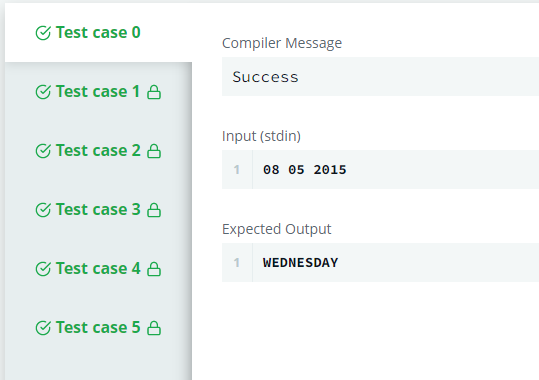 Test case 0
Test case 1
Test case 2
Test case 3
Test case 4
Test case 5
Compiler Message
Success
Input (stdin)
1 08 05 2015
Expected Output
1 WEDNESDAY